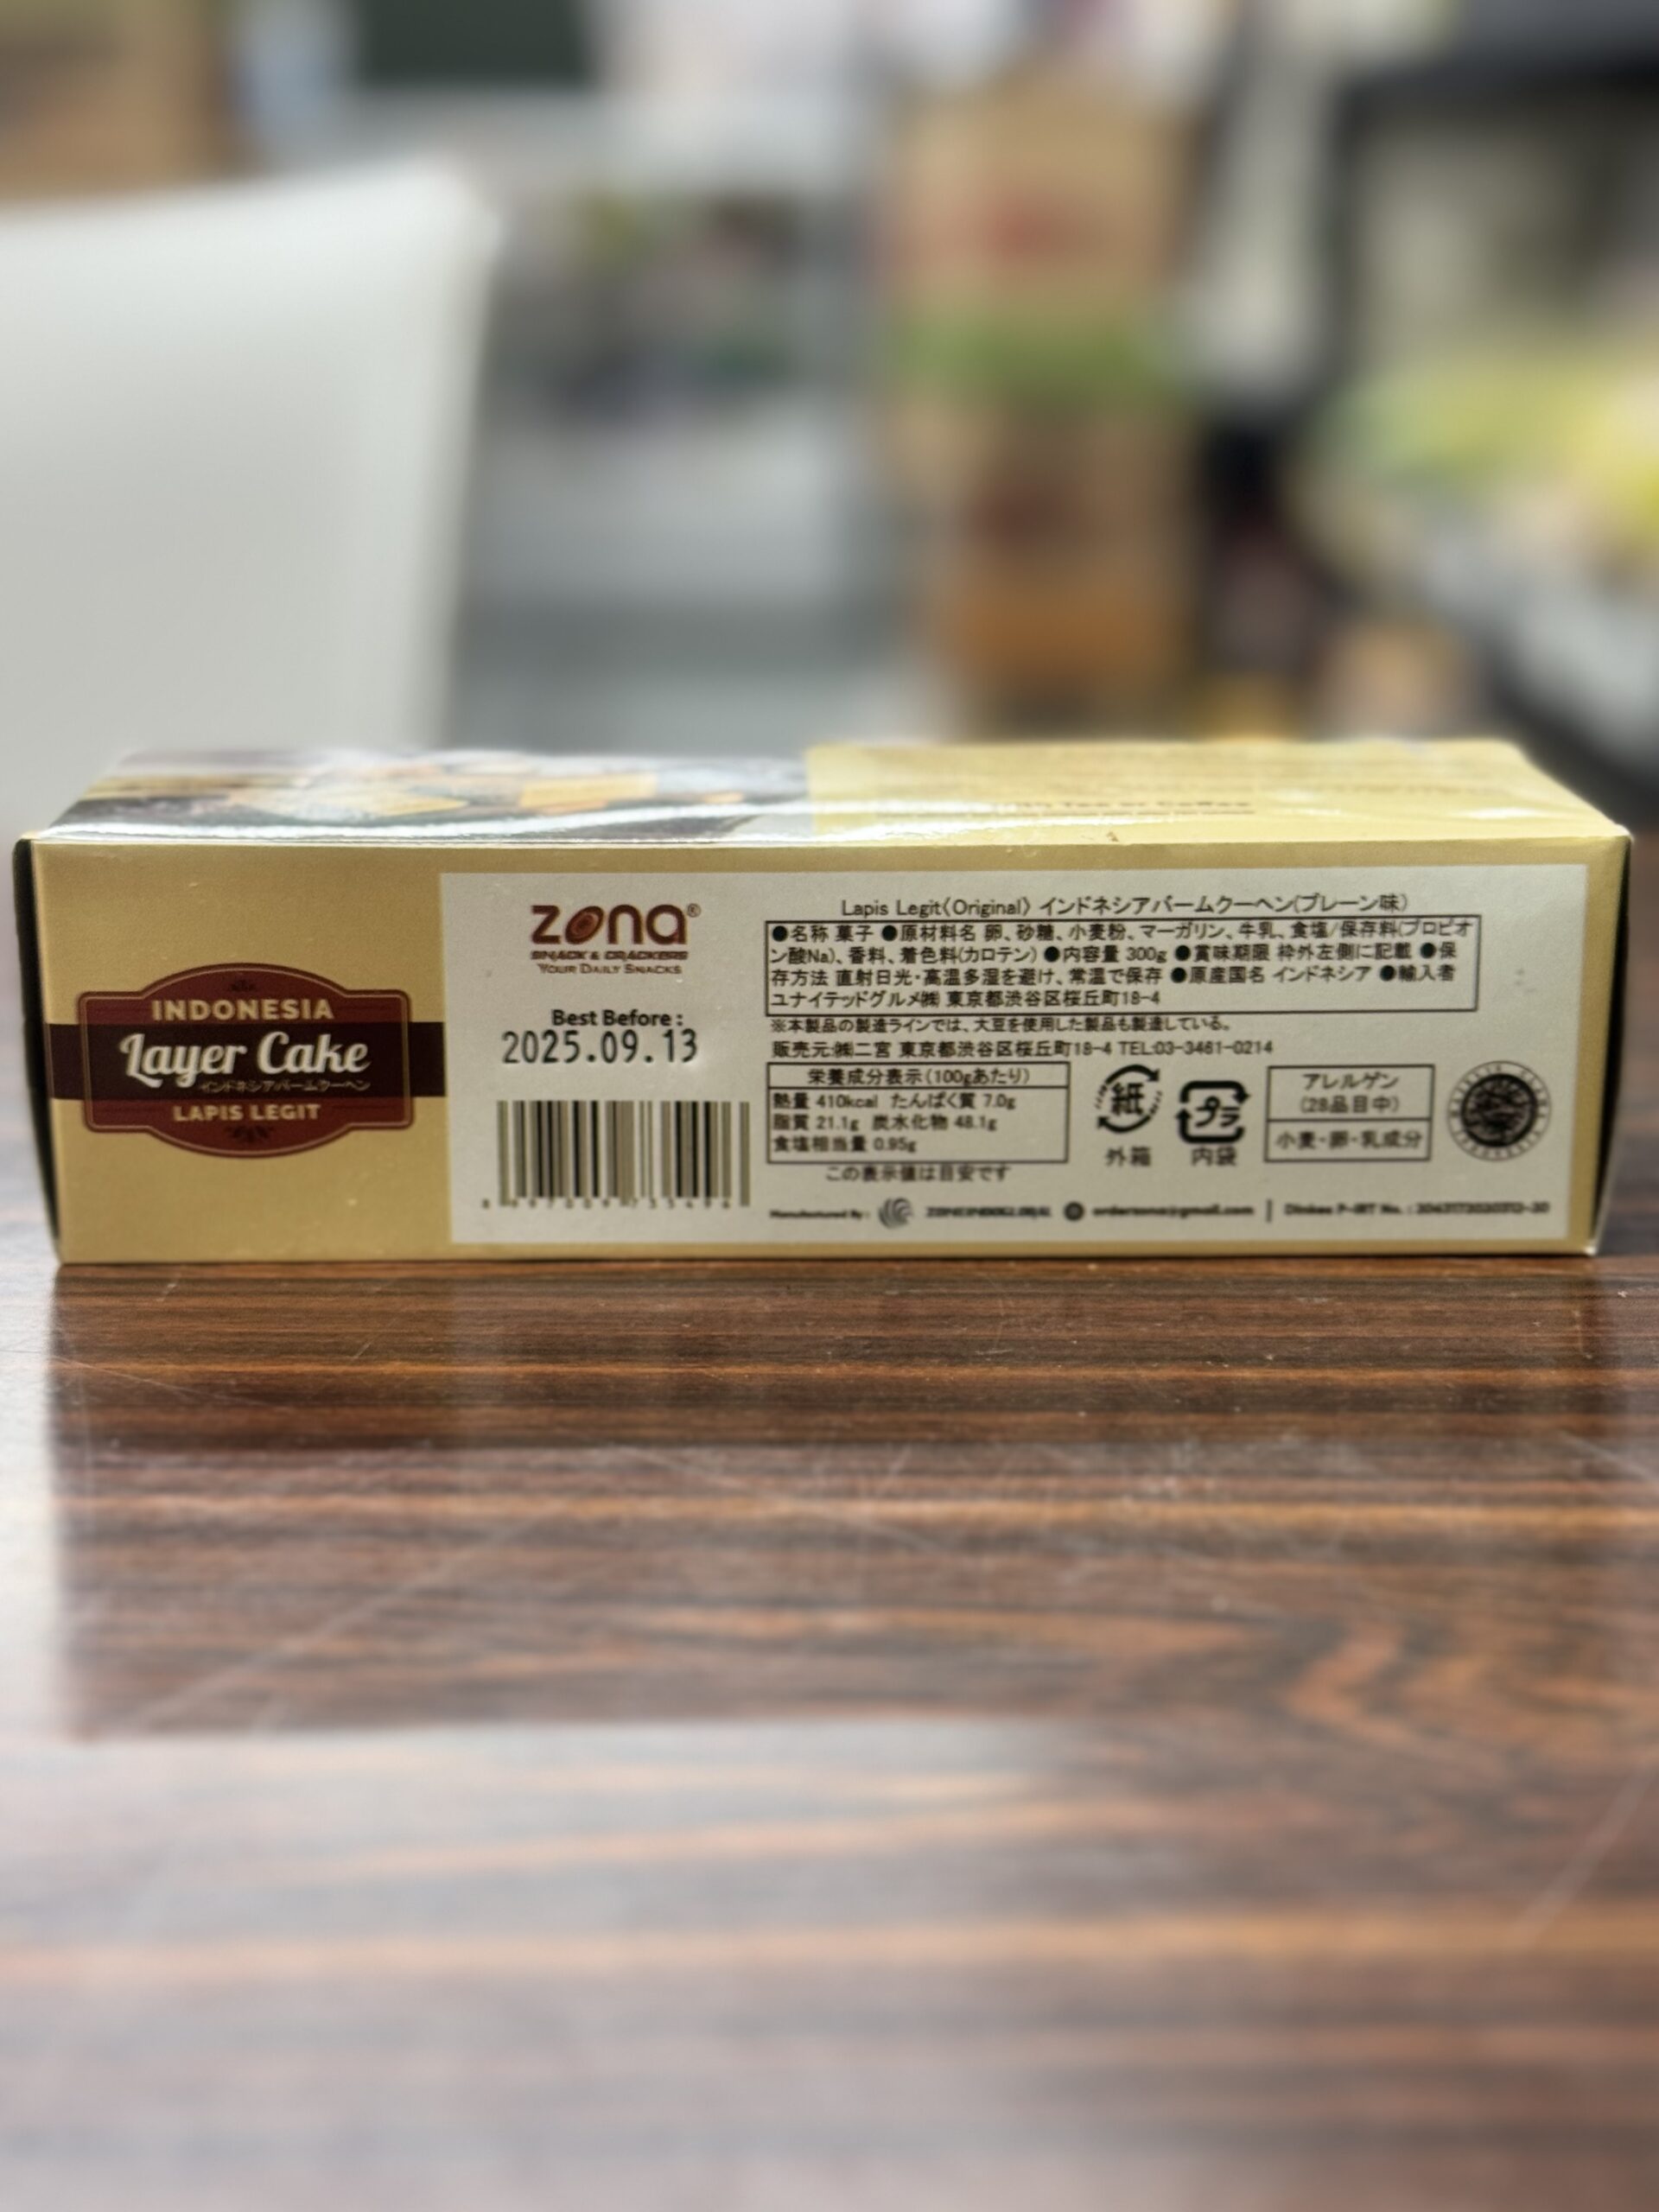 INDONESIA
Layer Cake
インドネシアバームクーヘン
LAPIS LEGIT
zona®
SNACK & CRACKERS
YOUR DAILY SNACKS
Best Before :
2025.09.13
Lapis Legit〈Original〉 インドネシアバームクーヘン(プレーン味)
●名称 菓子 ●原材料名 卵、砂糖、小麦粉、マーガリン、牛乳、食塩/保存料(プロピオ
ン酸Na)、香料、着色料(カロテン) ●内容量 300g ●賞味期限 枠外左側に記載 ●保
存方法 直射日光・高温多湿を避け、常温で保存 ●原産国名 インドネシア ●輸入者
ユナイテッドグルメ㈱ 東京都渋谷区桜丘町18-4
※本製品の製造ラインでは、大豆を使用した製品も製造している。
販売元:㈱二宮 東京都渋谷区桜丘町18-4 TEL:03-3461-0214
栄養成分表示(100gあたり)
熱量 410kcal たんぱく質 7.0g
脂質 21.1g 炭水化物 48.1g
食塩相当量 0.95g
この表示値は目安です
紙
外箱
プラ
内袋
アレルゲン
(28品目中)
小麦・卵・乳成分
Manufactured By :
orderzona@gmail.com
Dinkes P-IRT No. :
Tea or Coffee